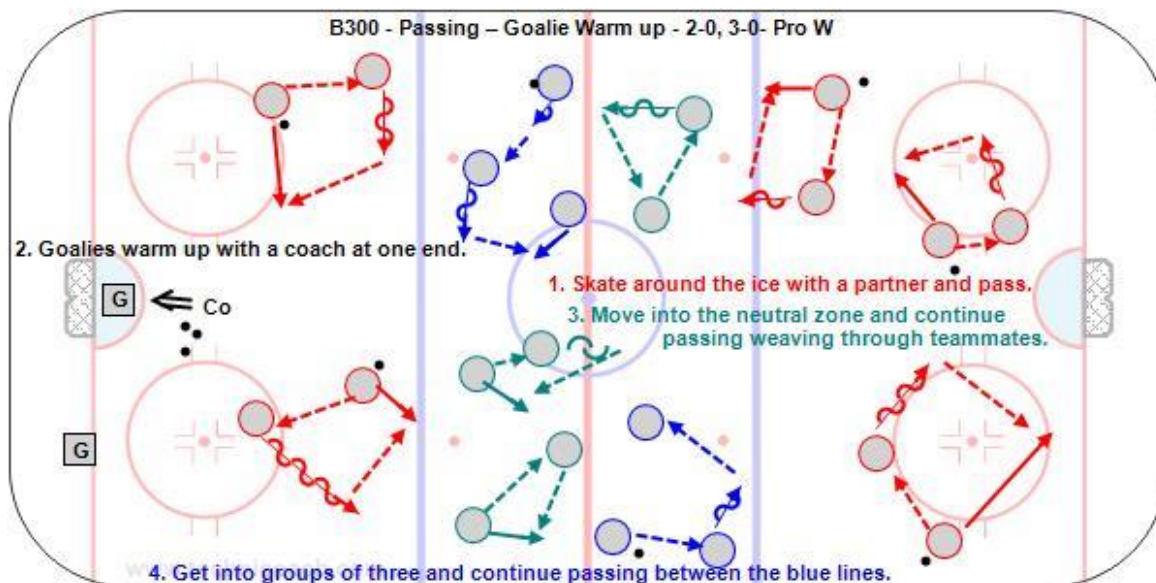 B300 - Passing – Goalie Warm up - 2-0, 3-0- Pro W
2. Goalies warm up with a coach at one end.
1. Skate around the ice with a partner and pass.
G
Co
3. Move into the neutral zone and continue
passing weaving through teammates.
G
4. Get into groups of three and continue passing between the blue lines.